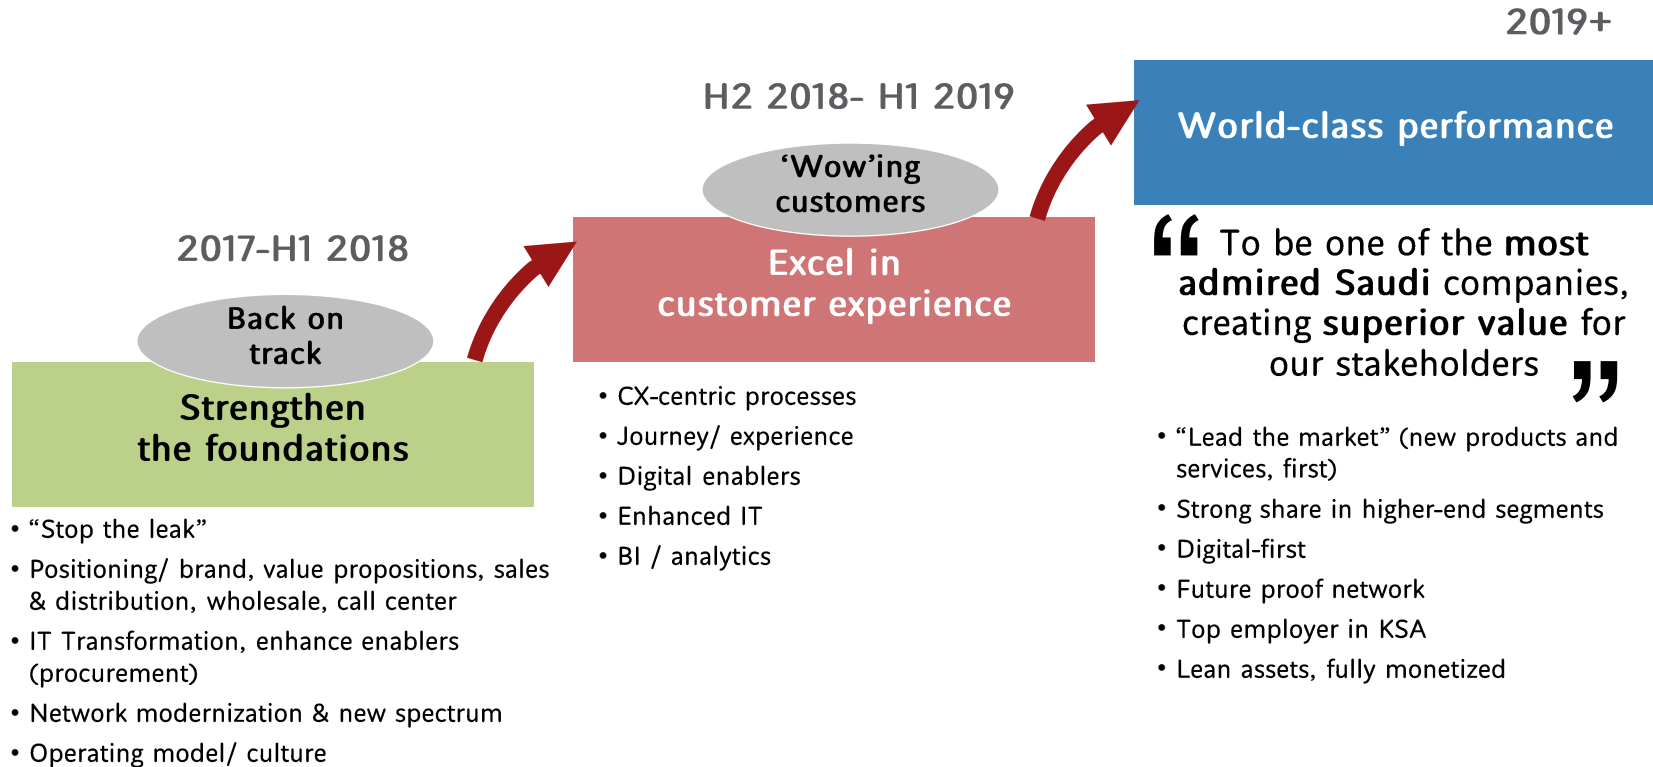 2017-H1 2018
Back on
track
Strengthen
the foundations
• “Stop the leak”
• Positioning/ brand, value propositions, sales
& distribution, wholesale, call center
• IT Transformation, enhance enablers
(procurement)
• Network modernization & new spectrum
• Operating model/ culture
H2 2018- H1 2019
‘Wow’ing
customers
Excel in
customer experience
• CX-centric processes
• Journey/ experience
• Digital enablers
• Enhanced IT
• BI / analytics
2019+
World-class performance
“ To be one of the most
admired Saudi companies,
creating superior value for
our stakeholders ”
• “Lead the market” (new products and
services, first)
• Strong share in higher-end segments
• Digital-first
• Future proof network
• Top employer in KSA
• Lean assets, fully monetized